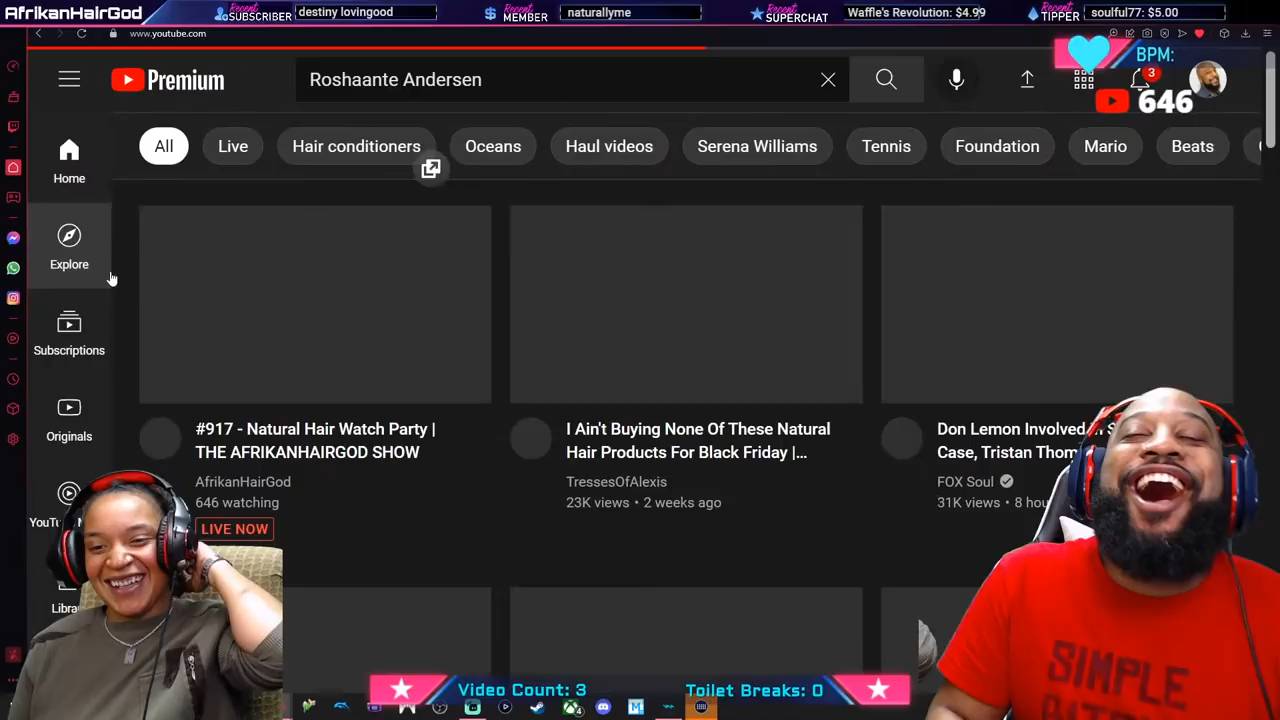 AfrikanHairGod
Recent SUBSCRIBER
destiny lovingood
Recent MEMBER
naturallyme
Recent SUPERCHAT
Waffle's Revolution: $4.99
Recent TIPPER
soulful77: $5.00
www.youtube.com
BPM:
Premium
Roshaante Andersen
3
646
All
Live
Hair conditioners
Oceans
Haul videos
Serena Williams
Tennis
Foundation
Mario
Beats
Home
Explore
Subscriptions
Originals
#917 - Natural Hair Watch Party |
THE AFRIKANHAIRGOD SHOW
AfrikanHairGod
646 watching
LIVE NOW
I Ain't Buying None Of These Natural
Hair Products For Black Friday |...
TressesOfAlexis
23K views • 2 weeks ago
Don Lemon Involved
Case, Tristan Thom
FOX Soul
31K views • 8 hou
SIMPLE
Video Count: 3
Toilet Breaks: 0